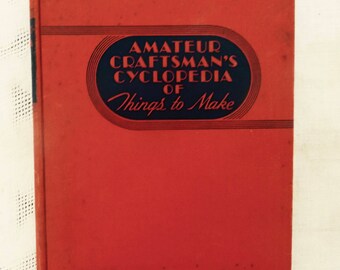 AMATEUR
CRAFTSMAN'S
CYCLOPEDIA
OF
Things to Make